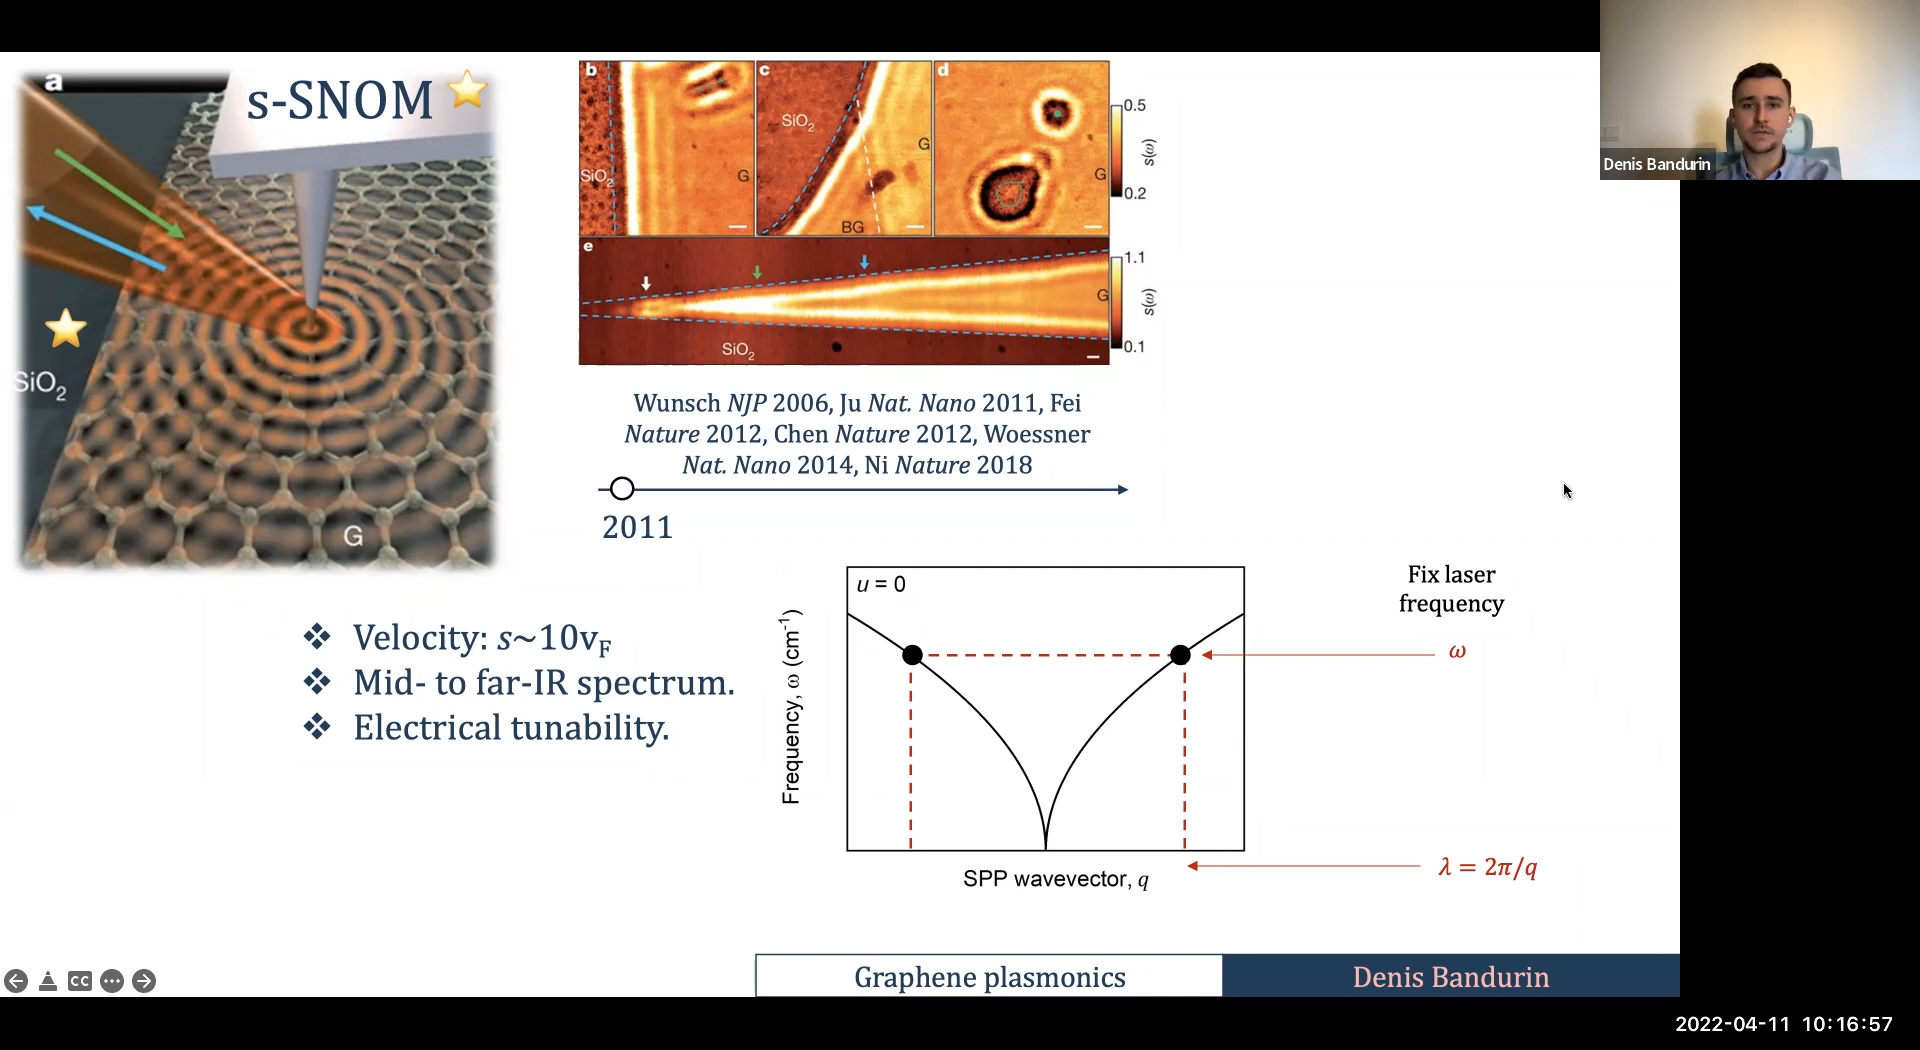 a
s-SNOM
SiO2
G
b
SiO2
G
c
SiO2
G
BG
d
G
0.5
s(ω)
0.2
e
G
SiO2
1.1
s(ω)
0.1
Wunsch NJP 2006, Ju Nat. Nano 2011, Fei
Nature 2012, Chen Nature 2012, Woessner
Nat. Nano 2014, Ni Nature 2018
2011
❖ Velocity: s~10vF
❖ Mid- to far-IR spectrum.
❖ Electrical tunability.
u = 0
Frequency, ω (cm-1)
SPP wavevector, q
Fix laser
frequency
ω
λ = 2π/q
Graphene plasmonics
Denis Bandurin
Denis Bandurin
CC
2022-04-11 10:16:57